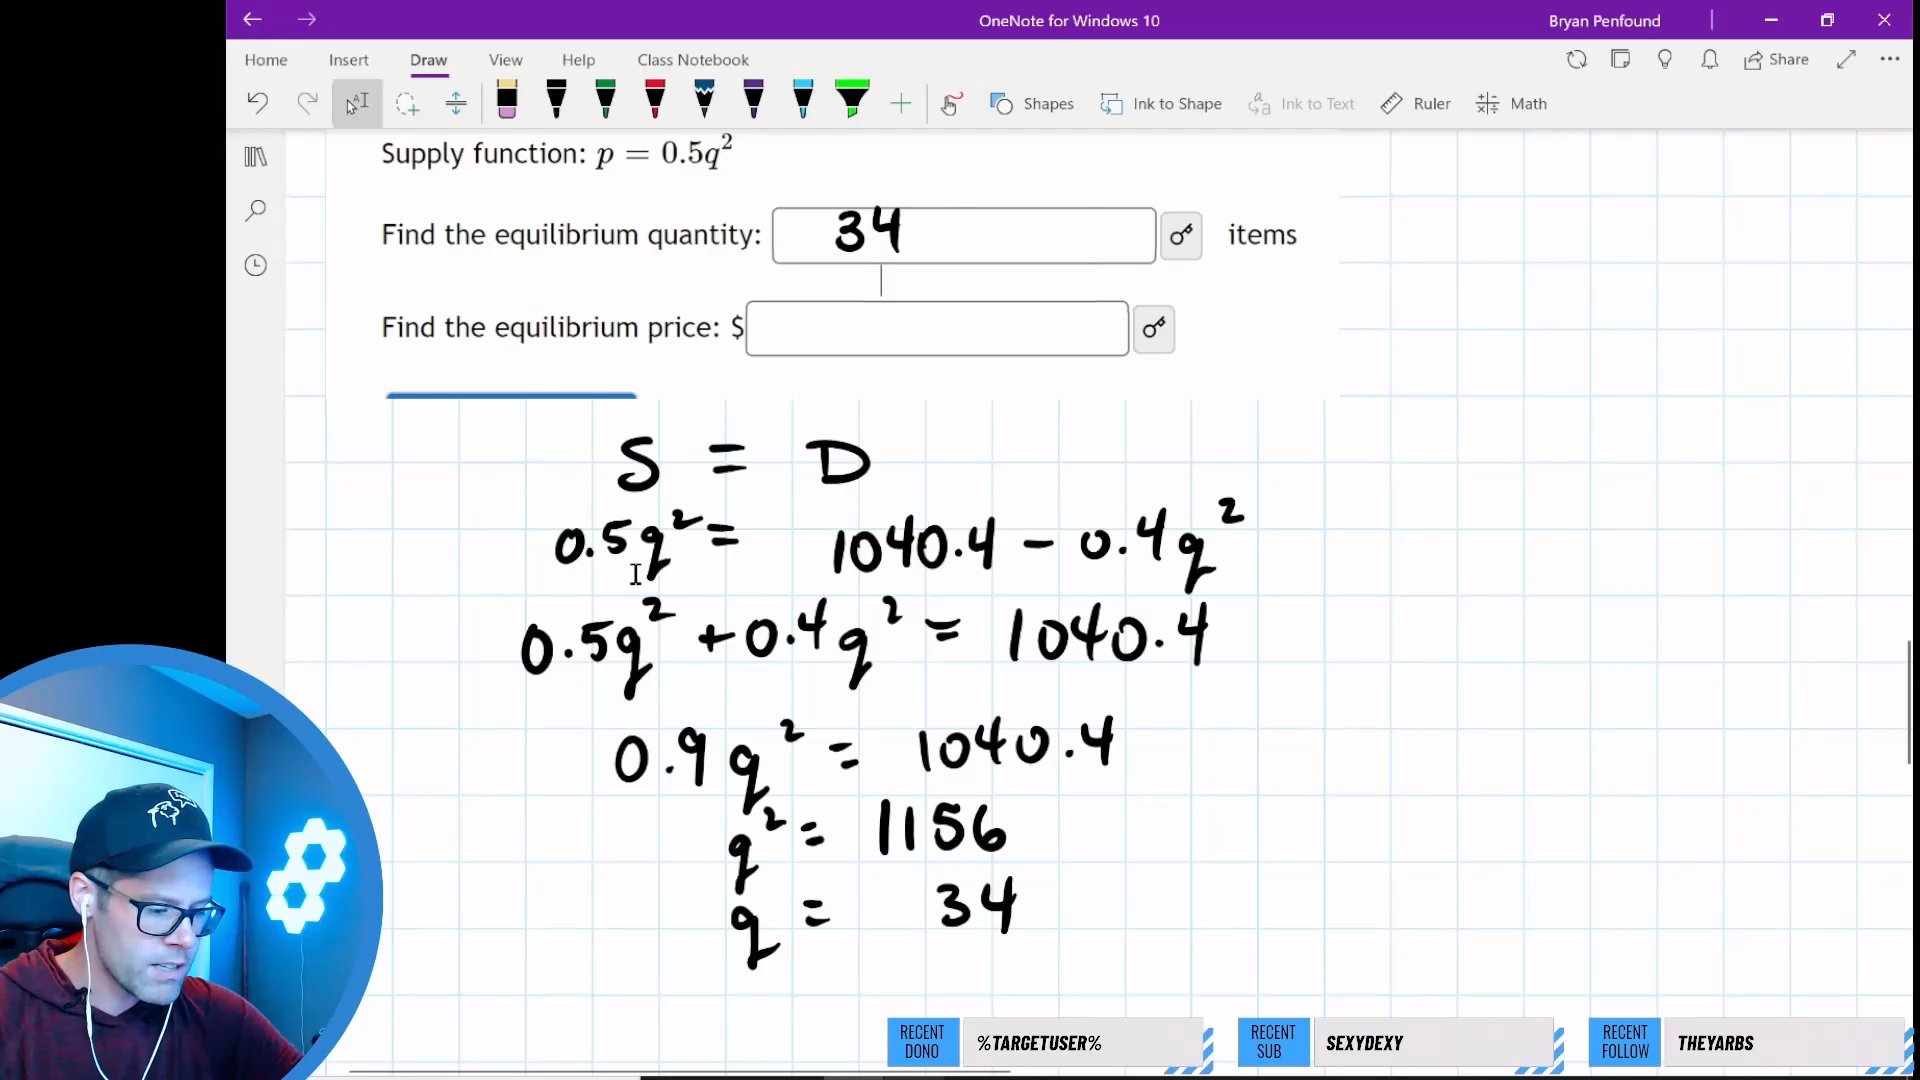 OneNote for Windows 10
Bryan Penfound
Home Insert Draw View Help Class Notebook
Share
Shapes Ink to Shape Ink to Text Ruler Math
Supply function: p = 0.5q²
Find the equilibrium quantity: 34 items
Find the equilibrium price: $
S = D
0.5q² = 1040.4 - 0.4q²
0.5q² + 0.4q² = 1040.4
0.9q² = 1040.4
q² = 1156
q = 34
RECENT DONO %TARGETUSER%
RECENT SUB SEXYDEXY
RECENT FOLLOW THEYARBS